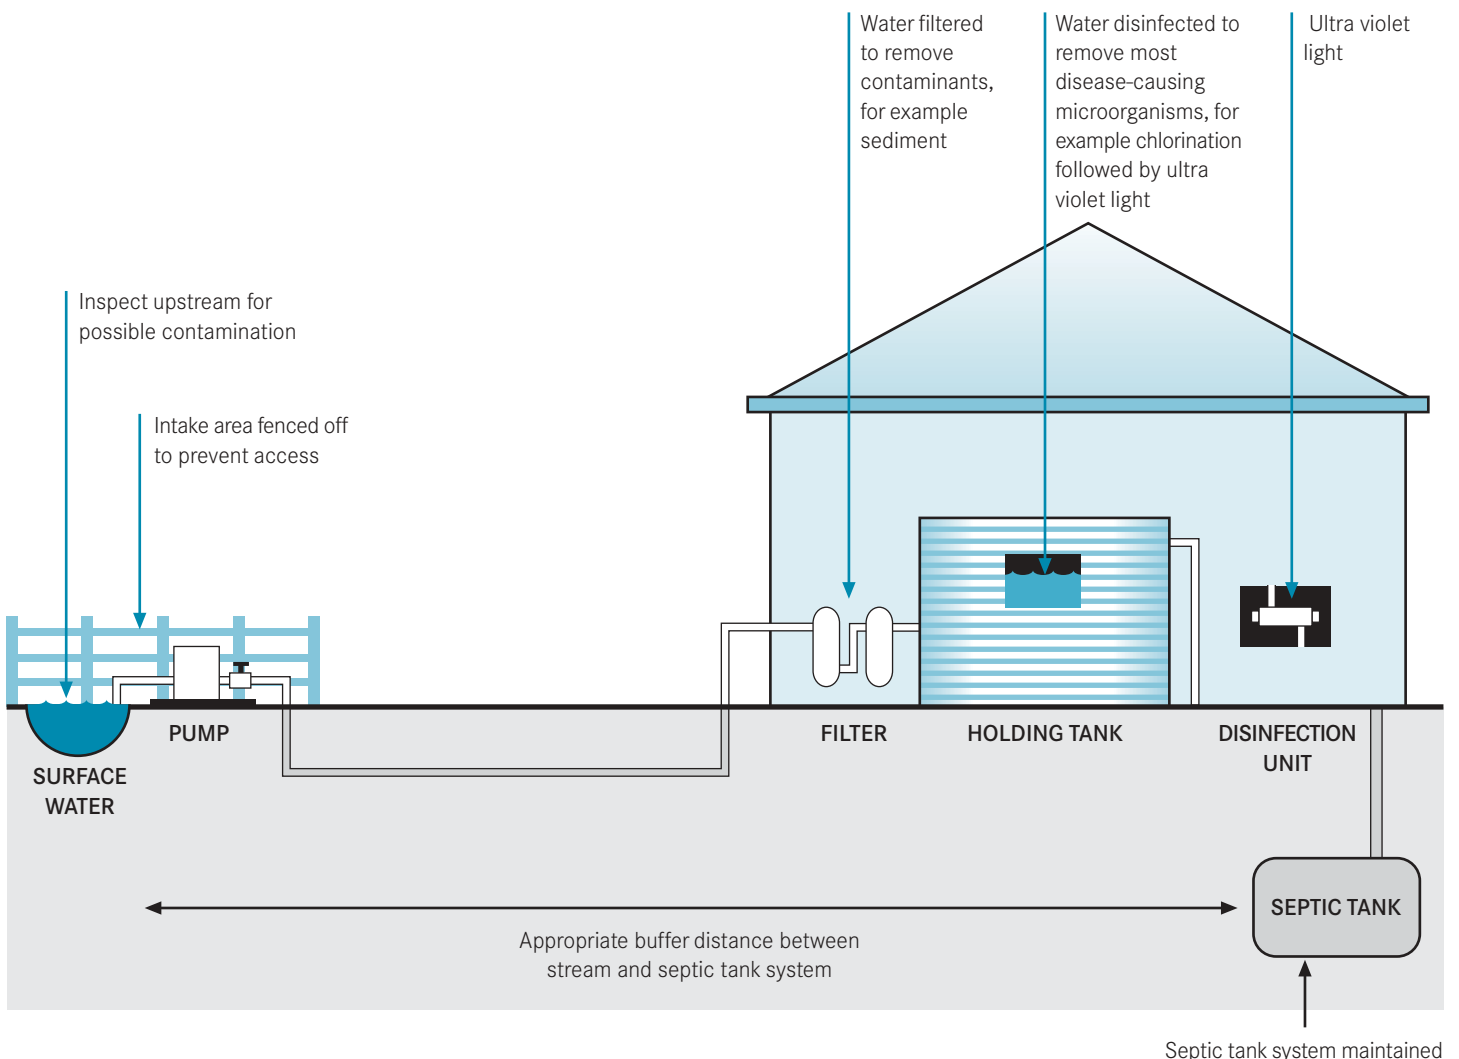 Water filtered
to remove
contaminants,
for example
sediment
Water disinfected to
remove most
disease-causing
microorganisms, for
example chlorination
followed by ultra
violet light
Ultra violet
light
Inspect upstream for
possible contamination
Intake area fenced off
to prevent access
PUMP
SURFACE
WATER
FILTER
HOLDING TANK
DISINFECTION
UNIT
SEPTIC TANK
Appropriate buffer distance between
stream and septic tank system
Septic tank system maintained